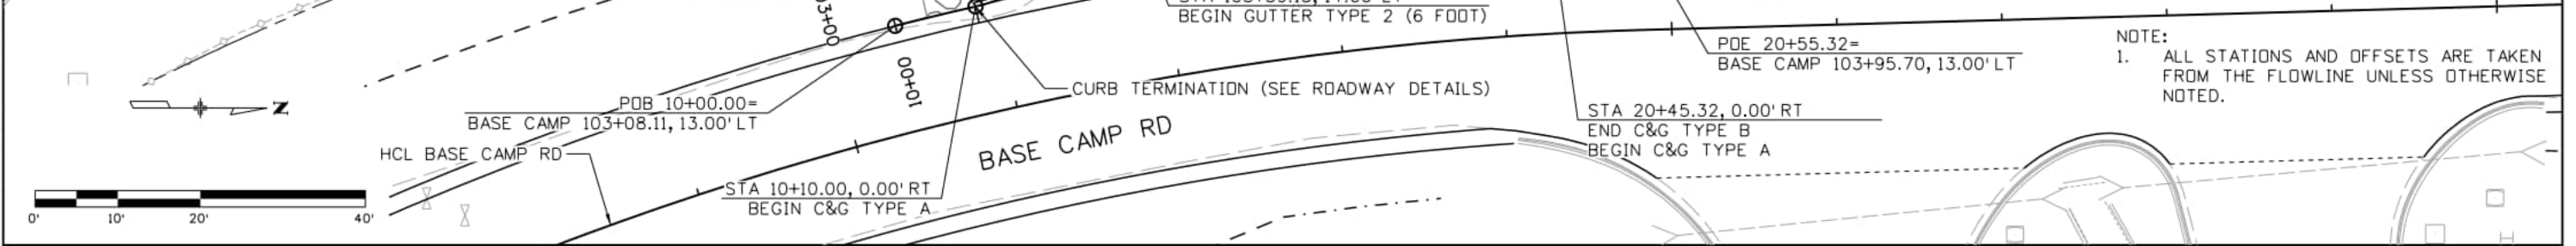 BEGIN GUTTER TYPE 2 (6 FOOT)
03+00
10+00
POE 20+55.32=
BASE CAMP 103+95.70, 13.00' LT
NOTE:
1. ALL STATIONS AND OFFSETS ARE TAKEN
FROM THE FLOWLINE UNLESS OTHERWISE
NOTED.
CURB TERMINATION (SEE ROADWAY DETAILS)
N
POB 10+00.00=
BASE CAMP 103+08.11, 13.00' LT
STA 20+45.32, 0.00' RT
END C&G TYPE B
BEGIN C&G TYPE A
BASE CAMP RD
HCL BASE CAMP RD
STA 10+10.00, 0.00' RT
BEGIN C&G TYPE A
0' 10' 20' 40'